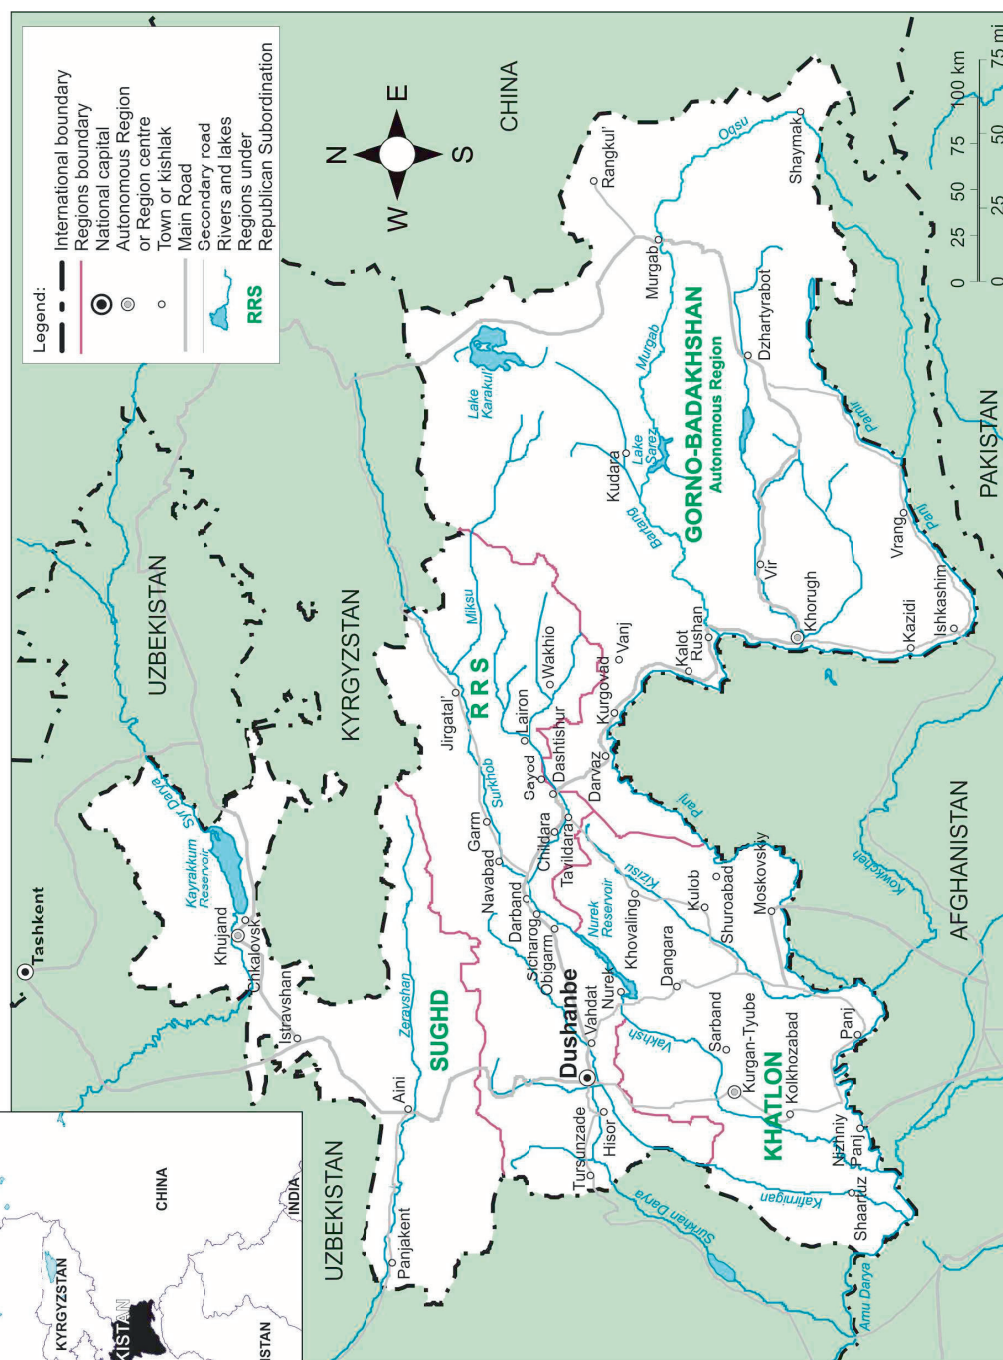 Legend:
International boundary
Regions boundary
National capital
Autonomous Region
or Region centre
Town or kishlak
Main Road
Secondary road
Rivers and lakes
RRS
Regions under
Republican Subordination
N
W
E
S
0
25
50
75
100 km
0
25
50
75 mi
KYRGYZSTAN
CHINA
KISTAN
ISTAN
INDIA
Tashkent
UZBEKISTAN
KYRGYZSTAN
CHINA
UZBEKISTAN
AFGHANISTAN
PAKISTAN
Syr Darya
Kayrakkum
Reservoir
Khujand
Chkalovsk
Istravshan
Zeravshan
SUGHD
Aini
Panjakent
Jirgatal'
Miksu
RRS
Surkhob
Garm
Navabad
Darband
Sicharog
Obigarm
Lairon
Wakhio
Sayod
Dashtishur
Childara
Tavildara
Dushanbe
Vahdat
Tursunzade
Hisor
Nurek
Nurek
Reservoir
Khovaling
Kizisu
Vakhsh
Dangara
Kulob
Shuroabad
Moskovskiy
Sarband
Kurgan-Tyube
KHATLON
Kolkhozabad
Panj
Nizhniy
Panj
Shaartuz
Kafirnigan
Surkhan Darya
Amu Darya
Kowkcheh
Panj
Darvaz
Kurgovad
Vanj
Kalot
Rushan
Lake
Karakul'
Rangkul'
Murgab
Murgab
Oqsu
Shaymak
Kudara
Lake
Sarez
Bartang
GORNO-BADAKHSHAN
Autonomous Region
Dzhartyrabot
Vir
Khorugh
Kazidi
Ishkashim
Vrang
Panj
Pamir